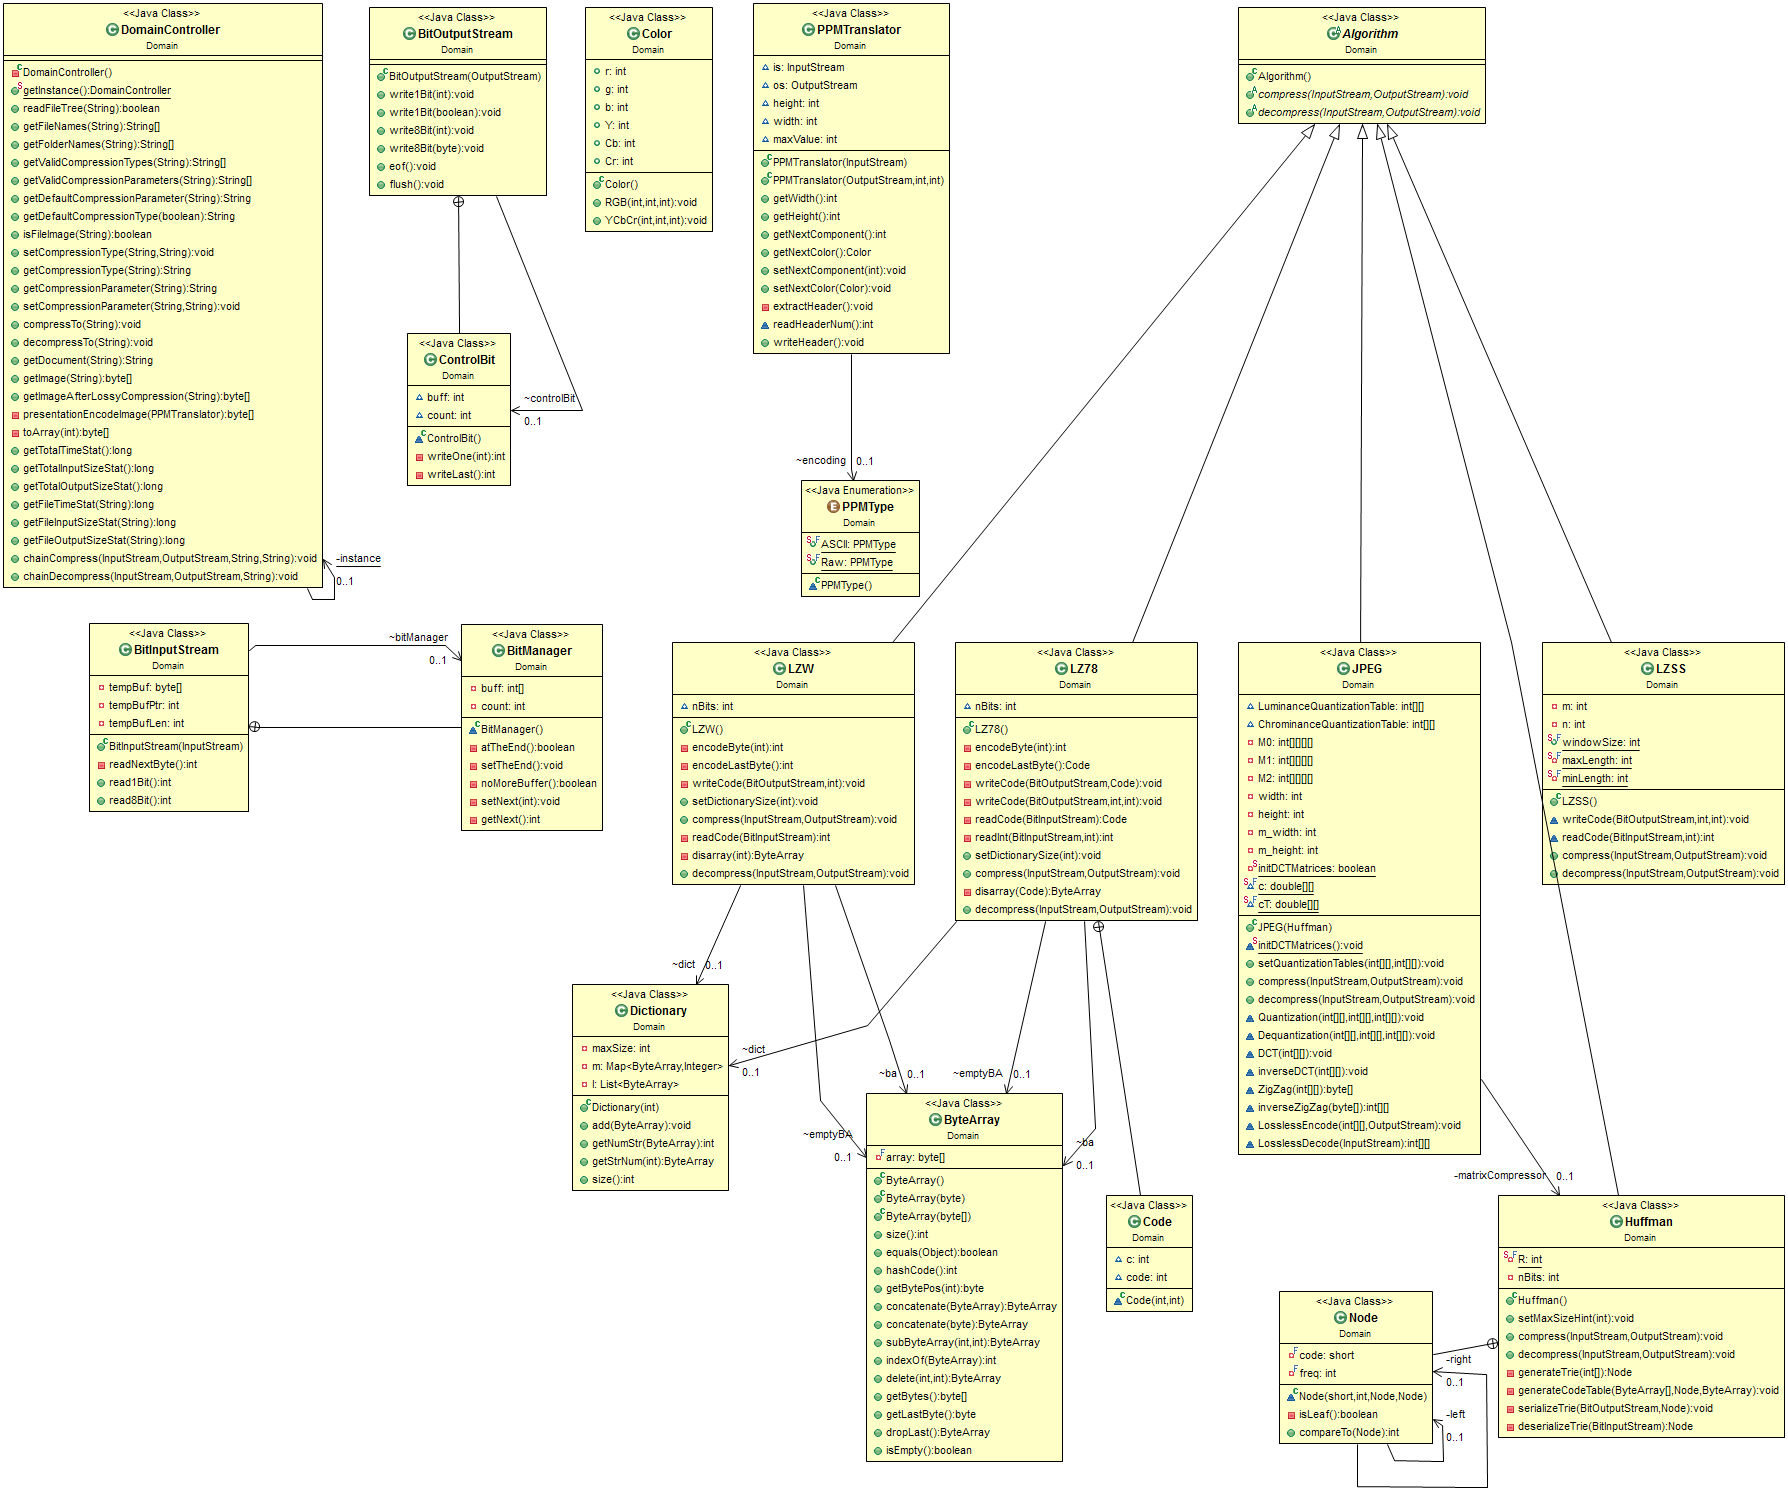 <<Java Class>>
DomainController
Domain
DomainController()
getInstance():DomainController
readFileTree(String):boolean
getFileNames(String):String[]
getFolderNames(String):String[]
getValidCompressionTypes(String):String[]
getValidCompressionParameters(String):String[]
getDefaultCompressionParameter(String):String
getDefaultCompressionType(boolean):String
isFileImage(String):boolean
setCompressionType(String,String):void
getCompressionType(String):String
getCompressionParameter(String):String
setCompressionParameter(String,String):void
compressTo(String):void
decompressTo(String):void
getDocument(String):String
getImage(String):byte[]
getImageAfterLossyCompression(String):byte[]
presentationEncodeImage(PPMTranslator):byte[]
toArray(int):byte[]
getTotalTimeStat():long
getTotalInputSizeStat():long
getTotalOutputSizeStat():long
getFileTimeStat(String):long
getFileInputSizeStat(String):long
getFileOutputSizeStat(String):long
chainCompress(InputStream,OutputStream,String,String):void
chainDecompress(InputStream,OutputStream,String):void
-instance
0..1
<<Java Class>>
BitOutputStream
Domain
BitOutputStream(OutputStream)
write1Bit(int):void
write1Bit(boolean):void
write8Bit(int):void
write8Bit(byte):void
eof():void
flush():void
<<Java Class>>
ControlBit
Domain
buff: int
count: int
ControlBit()
writeOne(int):int
writeLast():int
~controlBit
0..1
<<Java Class>>
Color
Domain
r: int
g: int
b: int
Y: int
Cb: int
Cr: int
Color()
RGB(int,int,int):void
YCbCr(int,int,int):void
<<Java Class>>
PPMTranslator
Domain
is: InputStream
os: OutputStream
height: int
width: int
maxValue: int
PPMTranslator(InputStream)
PPMTranslator(OutputStream,int,int)
getWidth():int
getHeight():int
getNextComponent():int
getNextColor():Color
setNextComponent(int):void
setNextColor(Color):void
extractHeader():void
readHeaderNum():int
writeHeader():void
~encoding
0..1
<<Java Enumeration>>
PPMType
Domain
ASCII: PPMType
Raw: PPMType
PPMType()
<<Java Class>>
Algorithm
Domain
Algorithm()
compress(InputStream,OutputStream):void
decompress(InputStream,OutputStream):void
<<Java Class>>
BitInputStream
Domain
tempBuf: byte[]
tempBufPtr: int
tempBufLen: int
BitInputStream(InputStream)
readNextByte():int
read1Bit():int
read8Bit():int
~bitManager
0..1
<<Java Class>>
BitManager
Domain
buff: int[]
count: int
BitManager()
atTheEnd():boolean
setTheEnd():void
noMoreBuffer():boolean
setNext(int):void
getNext():int
<<Java Class>>
LZW
Domain
nBits: int
LZW()
encodeByte(int):int
encodeLastByte():int
writeCode(BitOutputStream,int):void
setDictionarySize(int):void
compress(InputStream,OutputStream):void
readCode(BitInputStream):int
disarray(int):ByteArray
decompress(InputStream,OutputStream):void
<<Java Class>>
LZ78
Domain
nBits: int
LZ78()
encodeByte(int):int
encodeLastByte():Code
writeCode(BitOutputStream,Code):void
writeCode(BitOutputStream,int,int):void
readCode(BitInputStream):Code
readInt(BitInputStream,int):int
setDictionarySize(int):void
compress(InputStream,OutputStream):void
disarray(Code):ByteArray
decompress(InputStream,OutputStream):void
<<Java Class>>
JPEG
Domain
LuminanceQuantizationTable: int[][]
ChrominanceQuantizationTable: int[][]
M0: int[][][][]
M1: int[][][][]
M2: int[][][][]
width: int
height: int
m_width: int
m_height: int
initDCTMatrices: boolean
c: double[][]
cT: double[][]
JPEG(Huffman)
initDCTMatrices():void
setQuantizationTables(int[][],int[][]):void
compress(InputStream,OutputStream):void
decompress(InputStream,OutputStream):void
Quantization(int[][],int[][],int[][]):void
Dequantization(int[][],int[][],int[][]):void
DCT(int[][]):void
inverseDCT(int[][]):void
ZigZag(int[][]):byte[]
inverseZigZag(byte[]):int[][]
LosslessEncode(int[][],OutputStream):void
LosslessDecode(InputStream):int[][]
<<Java Class>>
LZSS
Domain
m: int
n: int
windowSize: int
maxLength: int
minLength: int
LZSS()
writeCode(BitOutputStream,int,int):void
readCode(BitInputStream,int):int
compress(InputStream,OutputStream):void
decompress(InputStream,OutputStream):void
~dict
0..1
<<Java Class>>
Dictionary
Domain
maxSize: int
m: Map<ByteArray,Integer>
l: List<ByteArray>
Dictionary(int)
add(ByteArray):void
getNumStr(ByteArray):int
getStrNum(int):ByteArray
size():int
~dict
0..1
~ba
0..1
~emptyBA
0..1
~emptyBA
0..1
~ba
0..1
<<Java Class>>
ByteArray
Domain
array: byte[]
ByteArray()
ByteArray(byte)
ByteArray(byte[])
size():int
equals(Object):boolean
hashCode():int
getBytePos(int):byte
concatenate(ByteArray):ByteArray
concatenate(byte):ByteArray
subByteArray(int,int):ByteArray
indexOf(ByteArray):int
delete(int,int):ByteArray
getBytes():byte[]
getLastByte():byte
dropLast():ByteArray
isEmpty():boolean
<<Java Class>>
Code
Domain
c: int
code: int
Code(int,int)
-matrixCompressor
0..1
<<Java Class>>
Huffman
Domain
R: int
nBits: int
Huffman()
setMaxSizeHint(int):void
compress(InputStream,OutputStream):void
decompress(InputStream,OutputStream):void
generateTrie(int[]):Node
generateCodeTable(ByteArray[],Node,ByteArray):void
serializeTrie(BitOutputStream,Node):void
deserializeTrie(BitInputStream):Node
<<Java Class>>
Node
Domain
code: short
freq: int
Node(short,int,Node,Node)
isLeaf():boolean
compareTo(Node):int
-right
0..1
-left
0..1